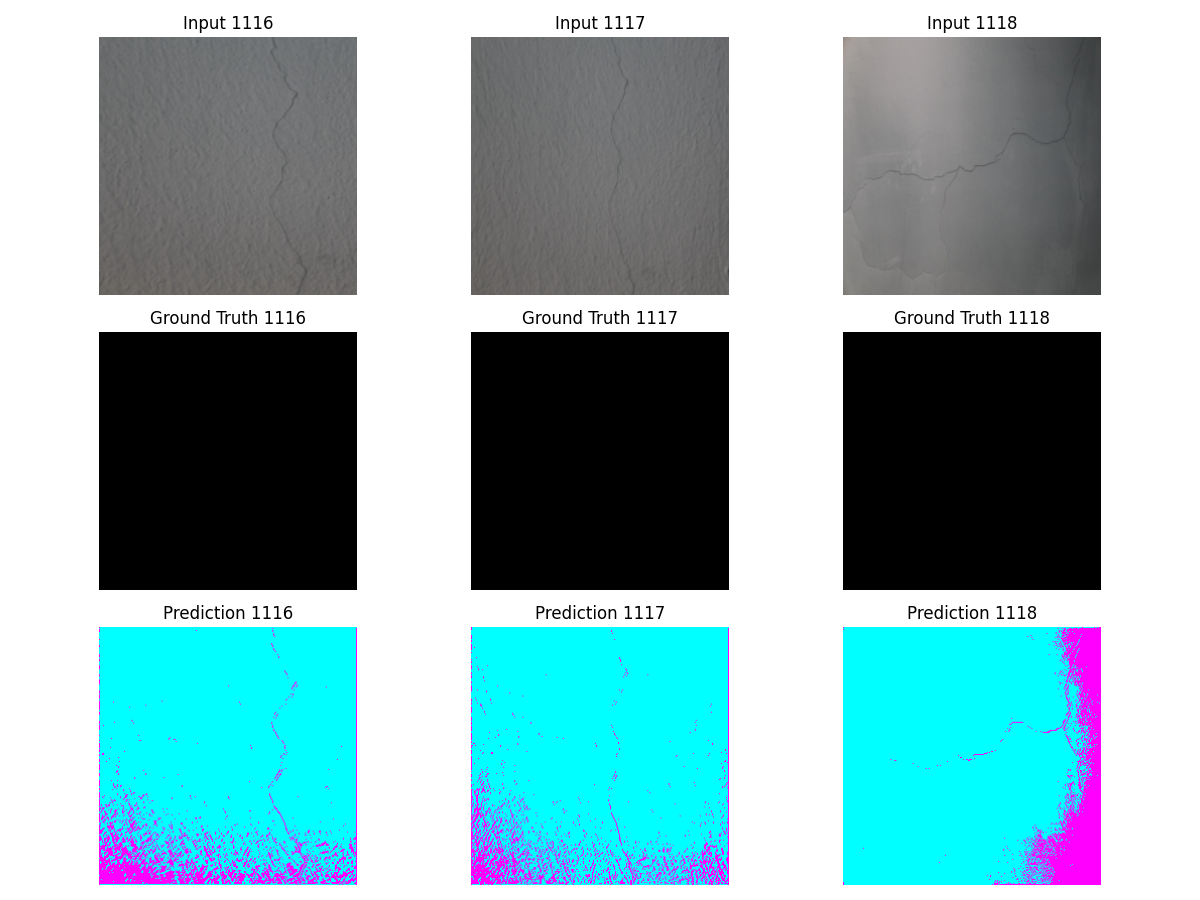 Input 1116
Input 1117
Input 1118
Ground Truth 1116
Ground Truth 1117
Ground Truth 1118
Prediction 1116
Prediction 1117
Prediction 1118